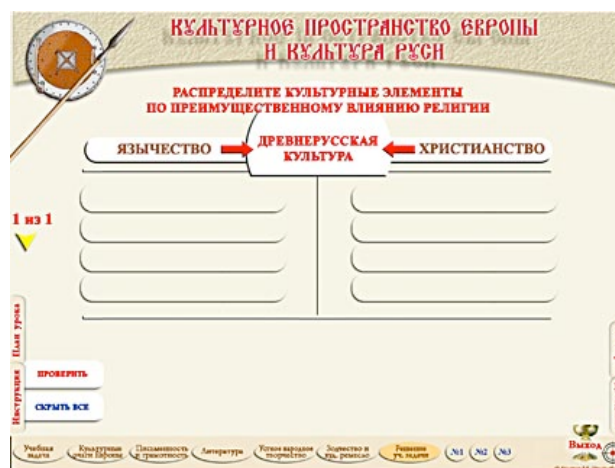 КУЛЬТУРНОЕ ПРОСТРАНСТВО ЕВРОПЫ
И КУЛЬТУРА РУСИ
РАСПРЕДЕЛИТЕ КУЛЬТУРНЫЕ ЭЛЕМЕНТЫ
ПО ПРЕИМУЩЕСТВЕННОМУ ВЛИЯНИЮ РЕЛИГИИ
ЯЗЫЧЕСТВО
ДРЕВНЕРУССКАЯ
КУЛЬТУРА
ХРИСТИАНСТВО
1 из 1
План урока
Инструкция
ПРОВЕРИТЬ
СКРЫТЬ ВСЕ
Учебная
задача
Культурные
очаги Европы
Письменность
и грамотность
Литература
Устное народное
творчество
Зодчество и
худ. ремесло
Решение
уч. задачи
№1
№2
№3
Выход